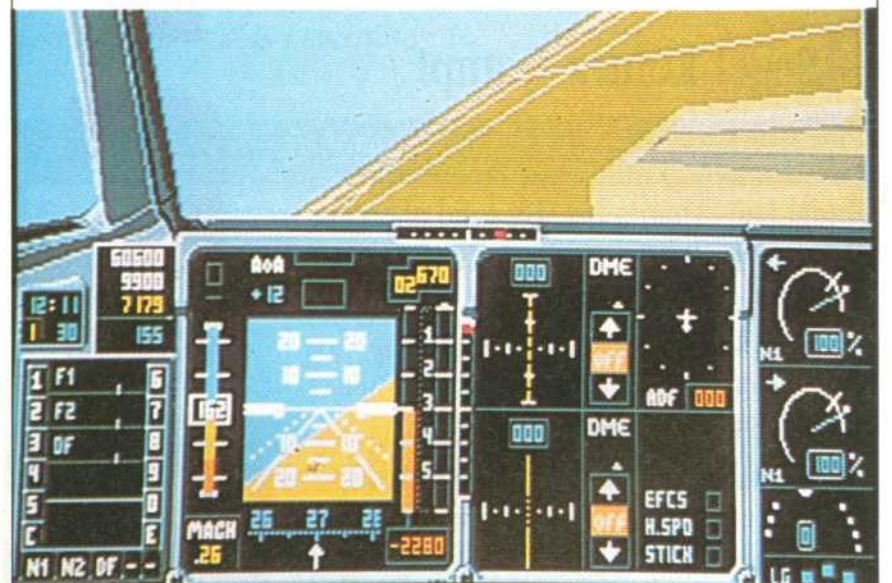 60600
9900
7179
155
12:11
1 30
1 F1 6
2 F2 7
3 DF 8
4 9
5 0
C E
N1 N2 DF - -
AOA
+12
02 670
20 20
10 10
162
10 10
20 20
1
2
3
4
5
MACH
.26
26 27 28
-2280
000
DME
OFF
ADF 000
000
DME
OFF
EFCS
H.SPD
STICK
N1 100 %
N1 100 %
0
LG